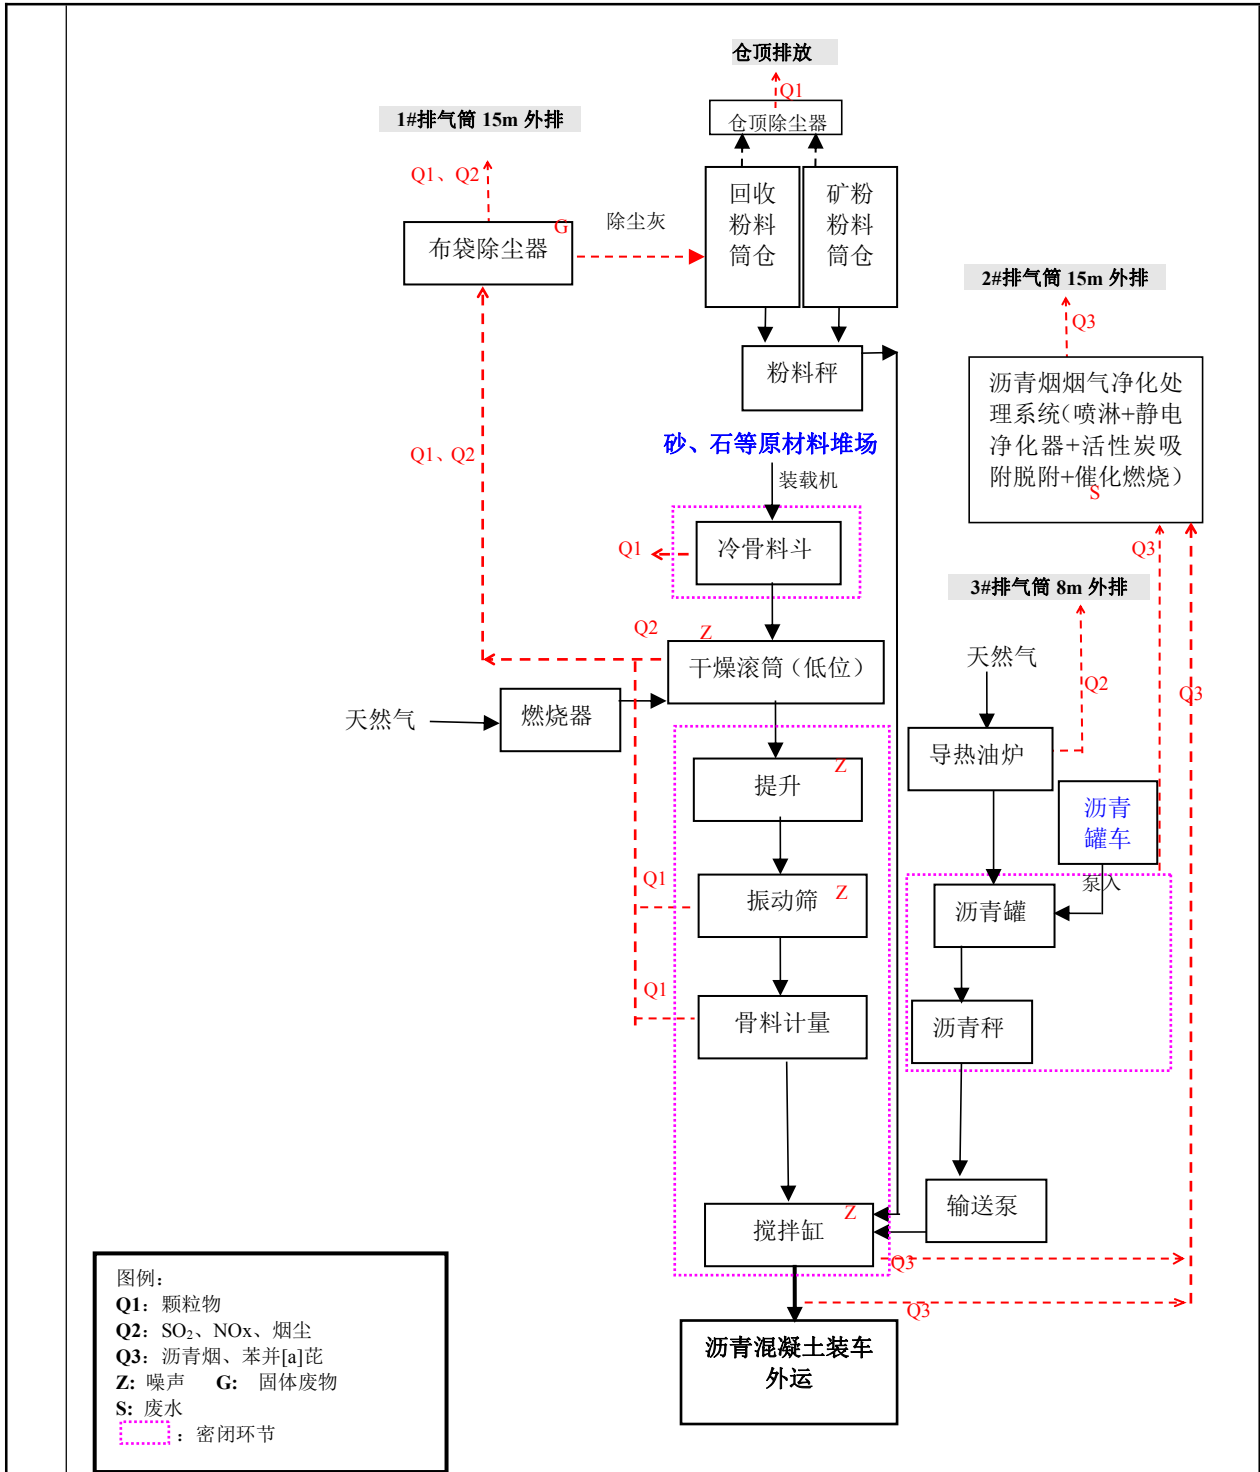 仓顶排放
Q1
仓顶除尘器
1#排气筒 15m 外排
Q1、Q2
布袋除尘器
G
除尘灰
回收
粉料
筒仓
矿粉
粉料
筒仓
粉料秤
2#排气筒 15m 外排
Q3
沥青烟烟气净化处
理系统（喷淋+静电
净化器+活性炭吸
附脱附+催化燃烧）
S
Q1、Q2
砂、石等原材料堆场
装载机
冷骨料斗
Q1
Q3
3#排气筒 8m 外排
Q2
Z
干燥滚筒（低位）
天然气
燃烧器
天然气
Q2
Q3
导热油炉
提升
Z
沥青
罐车
泵入
Q1
振动筛
Z
沥青罐
Q1
骨料计量
沥青秤
搅拌缸
Z
输送泵
Q3
Q3
沥青混凝土装车
外运
图例：
Q1：颗粒物
Q2：SO₂、NOx、烟尘
Q3：沥青烟、苯并[a]芘
Z: 噪声 G: 固体废物
S: 废水
：密闭环节